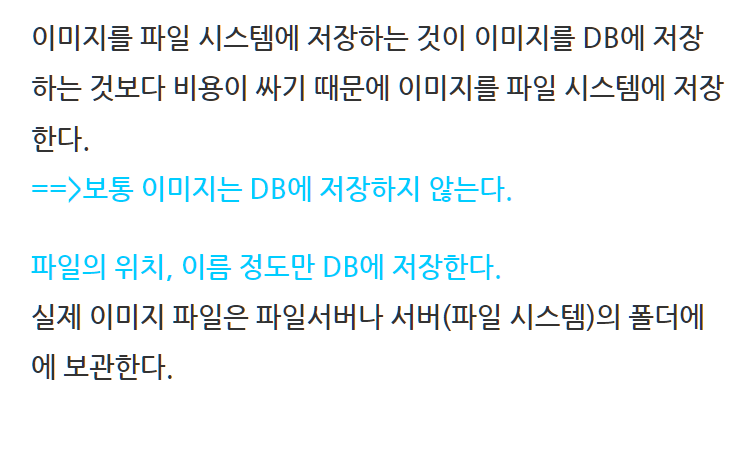 이미지를 파일 시스템에 저장하는 것이 이미지를 DB에 저장
하는 것보다 비용이 싸기 때문에 이미지를 파일 시스템에 저장
한다.
==>보통 이미지는 DB에 저장하지 않는다.
파일의 위치, 이름 정도만 DB에 저장한다.
실제 이미지 파일은 파일서버나 서버(파일 시스템)의 폴더에
에 보관한다.